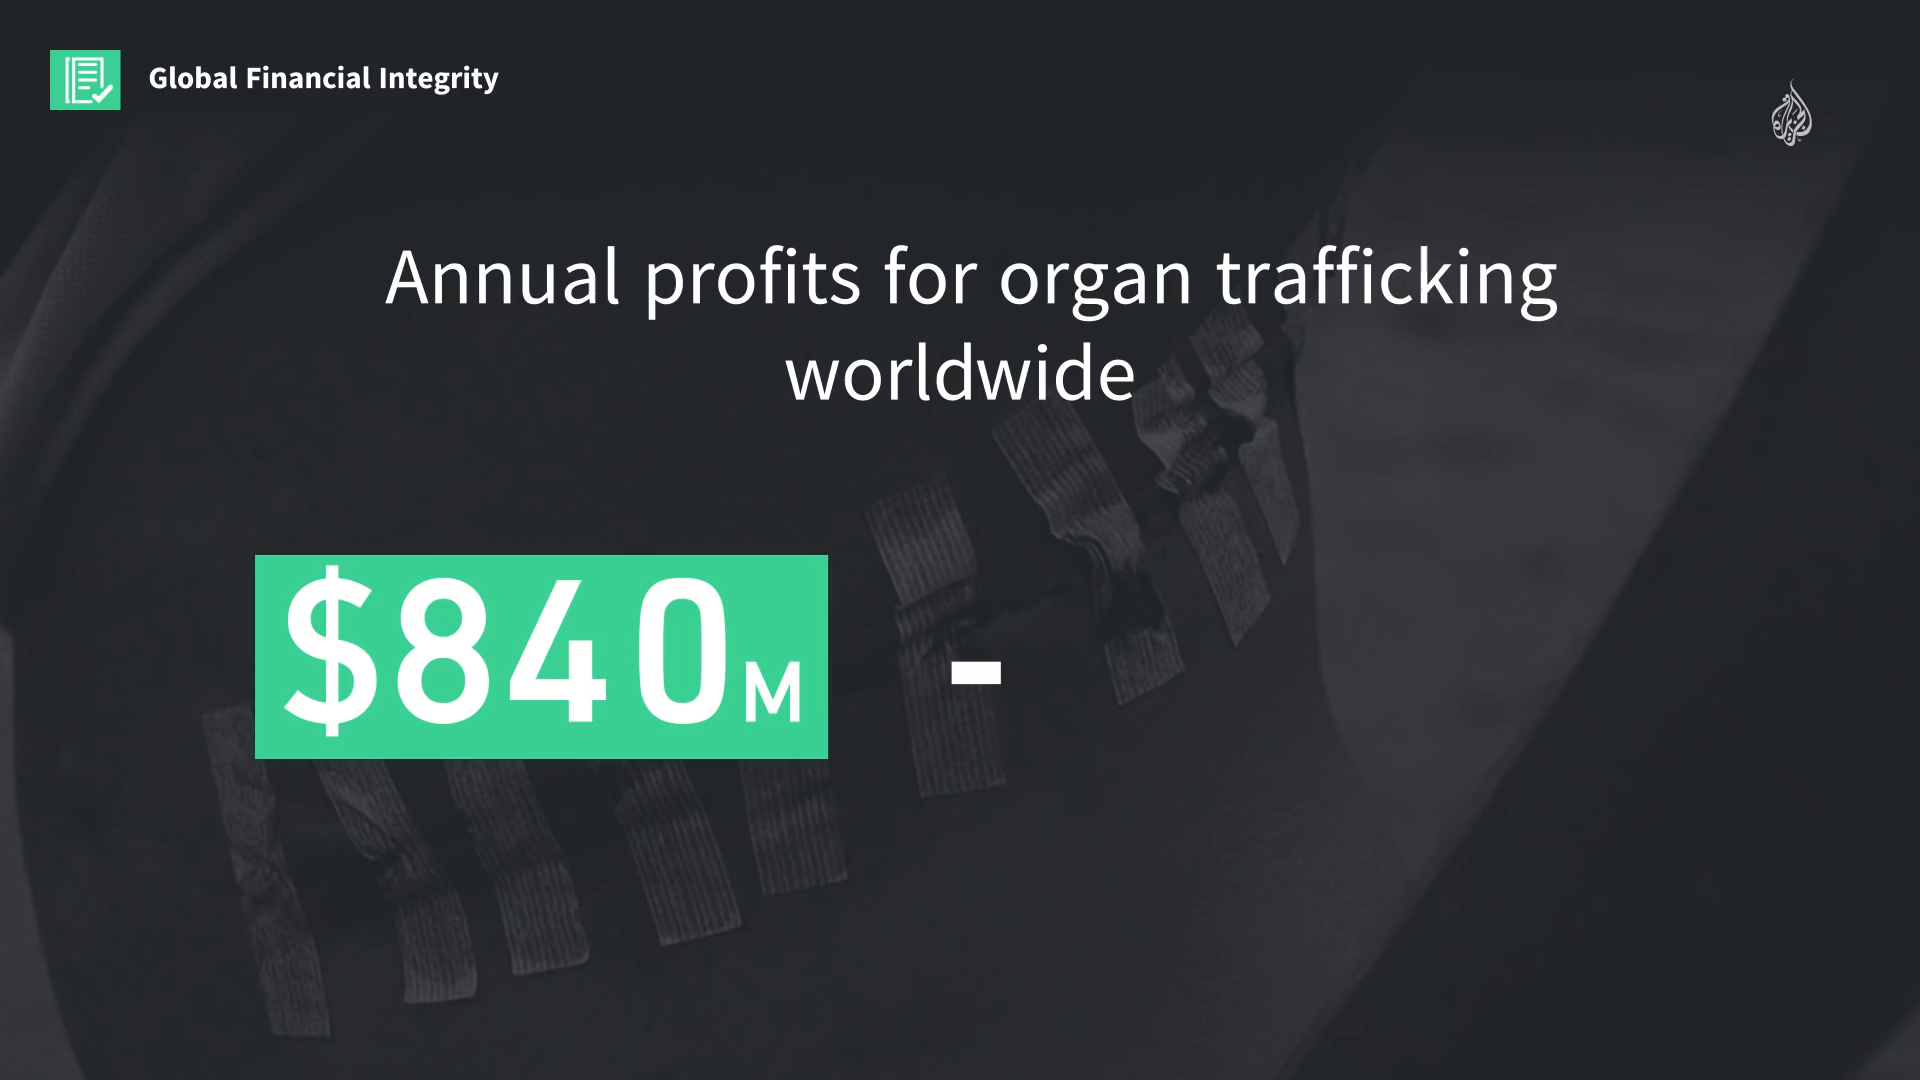 Global Financial Integrity
Annual profits for organ trafficking
worldwide
$840M -